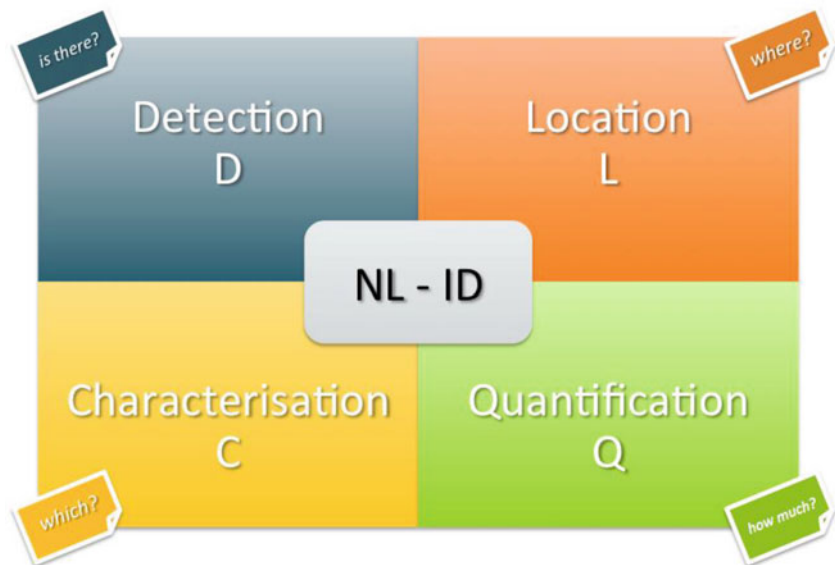 is there?
where?
Detection
D
Location
L
NL - ID
Characterisation
C
Quantification
Q
which?
how much?